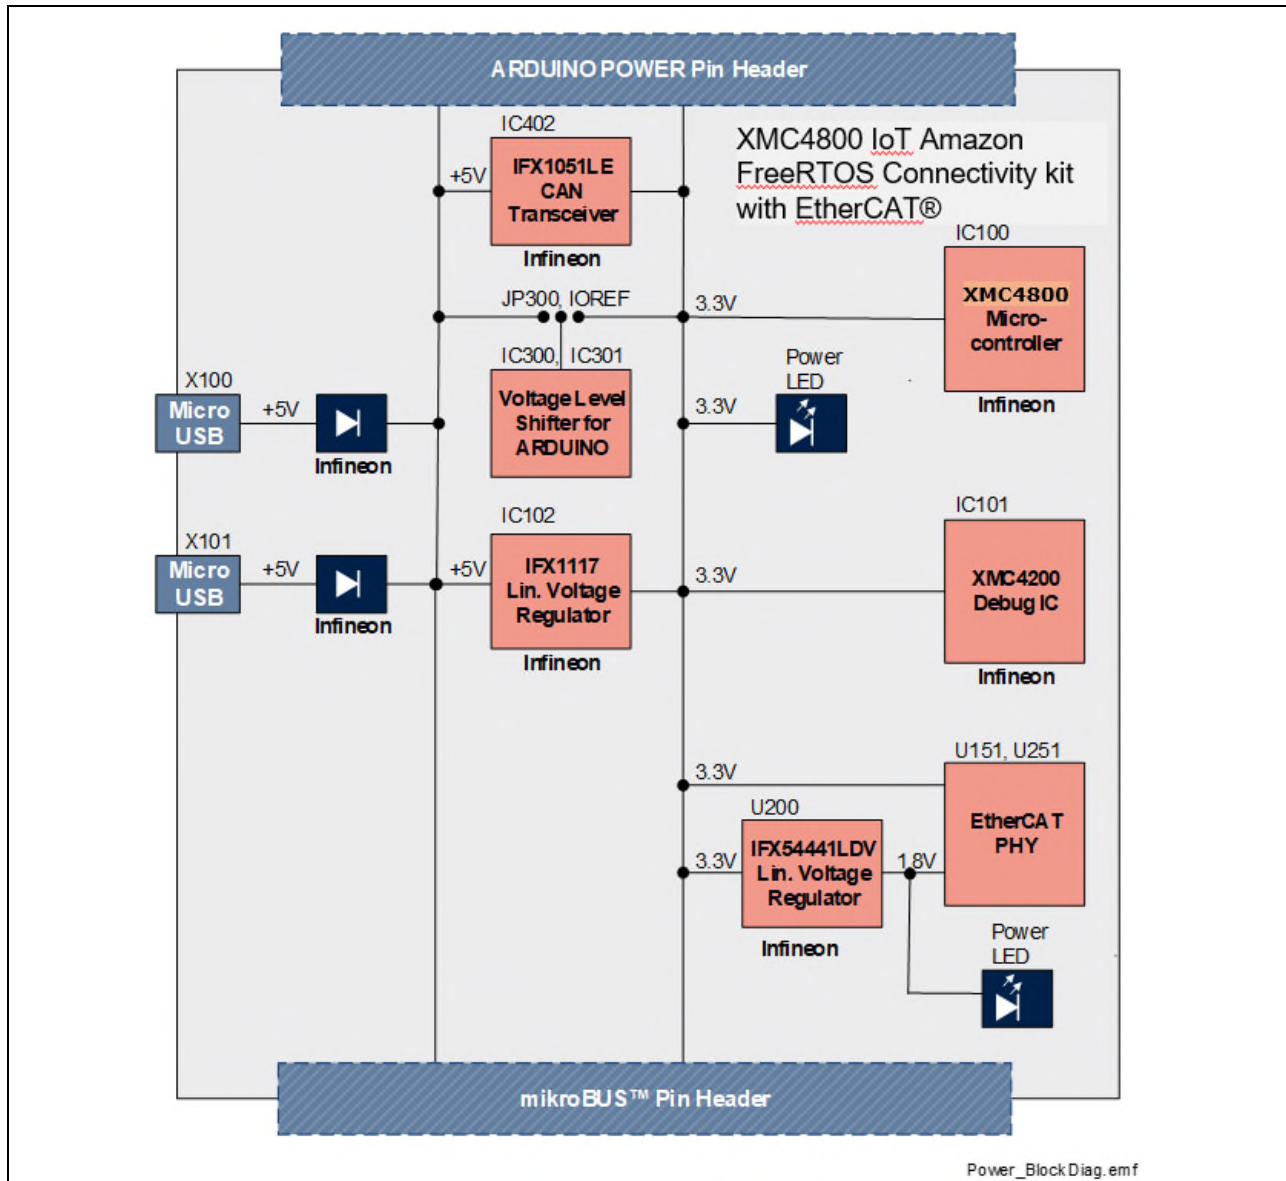 ARDUINO POWER Pin Header
IC402
+5V
IFX1051LE
CAN
Transceiver
Infineon
XMC4800 IoT Amazon
FreeRTOS Connectivity kit
with EtherCAT®
IC100
XMC4800
Micro-
controller
Infineon
JP300, IOREF
3.3V
IC300, IC301
Voltage Level
Shifter for
ARDUINO
Power
LED
3.3V
X100
Micro
USB
+5V
Infineon
X101
Micro
USB
+5V
Infineon
IC102
+5V
IFX1117
Lin. Voltage
Regulator
Infineon
3.3V
IC101
XMC4200
Debug IC
Infineon
U151, U251
3.3V
EtherCAT
PHY
U200
3.3V
IFX54441LDV
Lin. Voltage
Regulator
Infineon
1.8V
Power
LED
mikroBUS™ Pin Header
Power_BlockDiag.emf